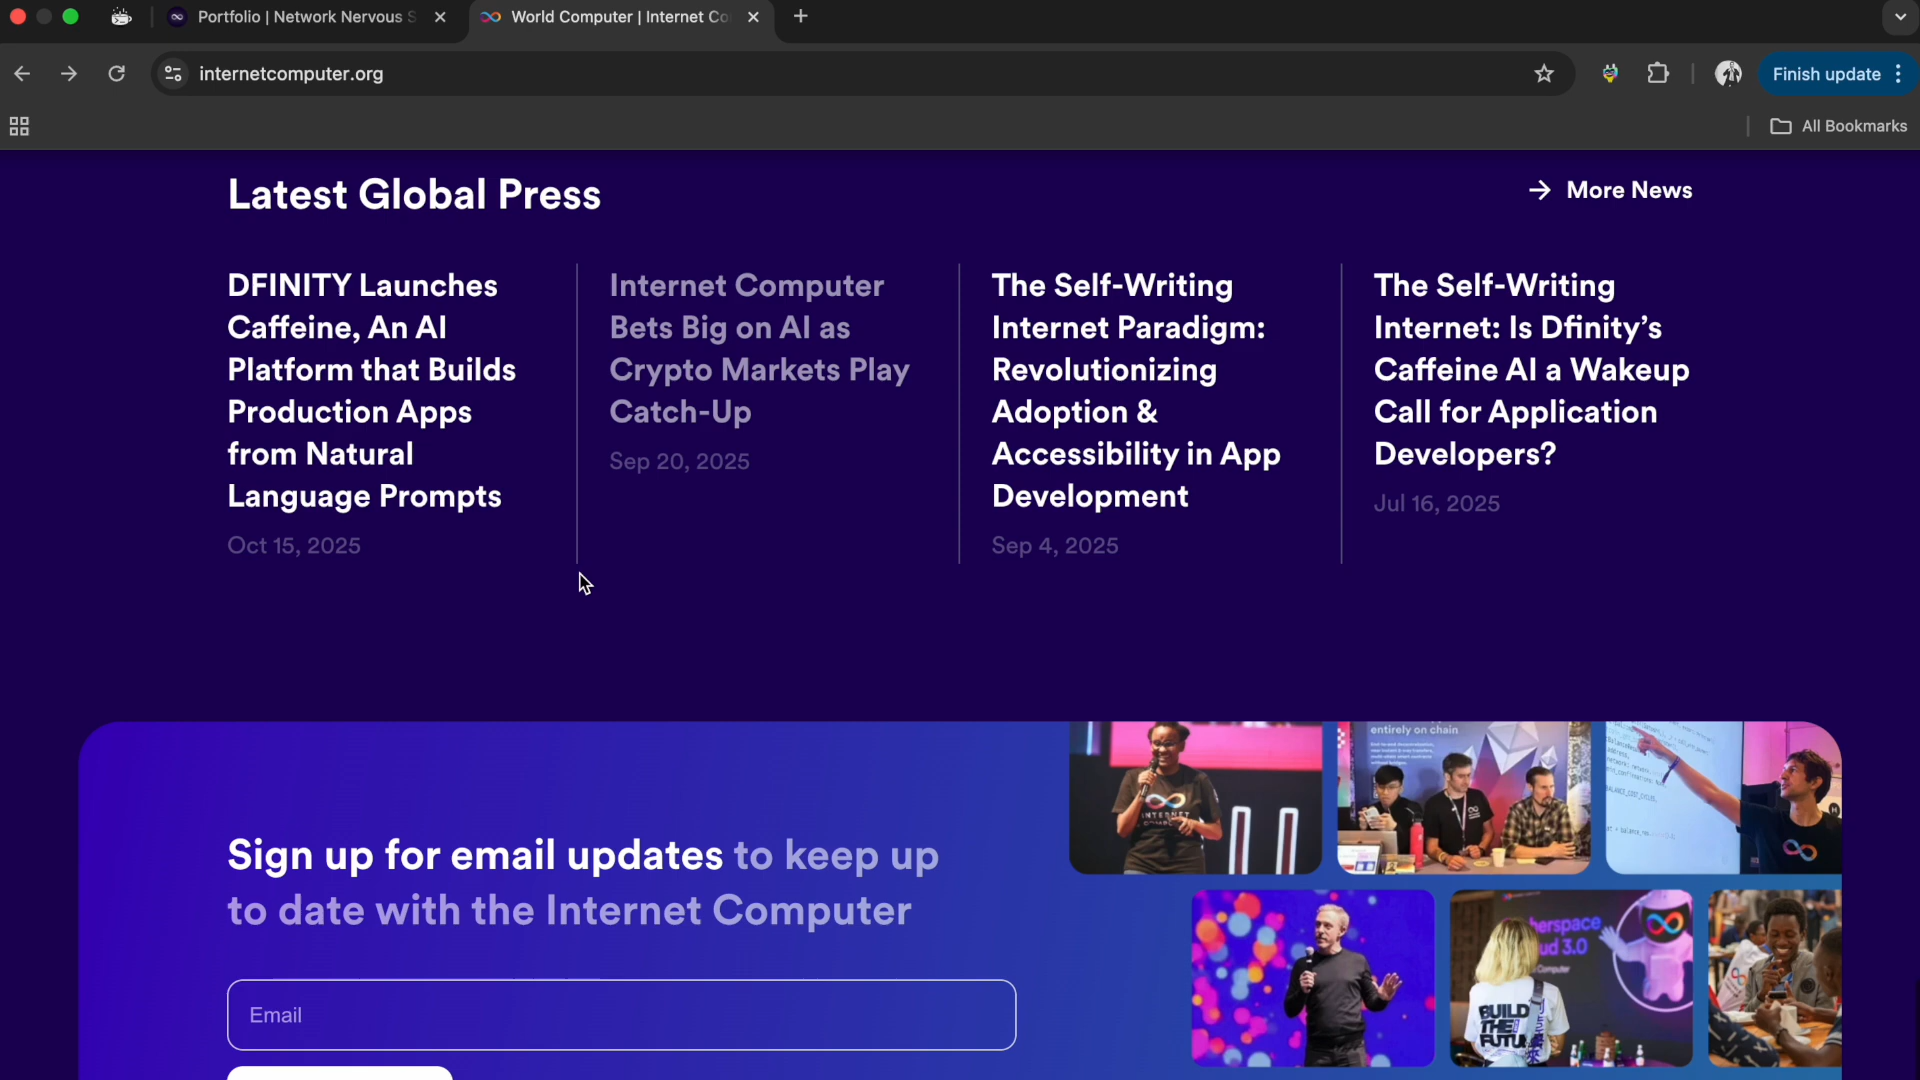 Portfolio | Network Nervous S
World Computer | Internet Co
internetcomputer.org
Finish update
All Bookmarks
Latest Global Press
More News
DFINITY Launches
Caffeine, An AI
Platform that Builds
Production Apps
from Natural
Language Prompts
Oct 15, 2025
Internet Computer
Bets Big on AI as
Crypto Markets Play
Catch-Up
Sep 20, 2025
The Self-Writing
Internet Paradigm:
Revolutionizing
Adoption &
Accessibility in App
Development
Sep 4, 2025
The Self-Writing
Internet: Is Dfinity’s
Caffeine AI a Wakeup
Call for Application
Developers?
Jul 16, 2025
Sign up for email updates to keep up
to date with the Internet Computer
Email
entirely on chain
INTERNET
BUILD
THE
FUTU